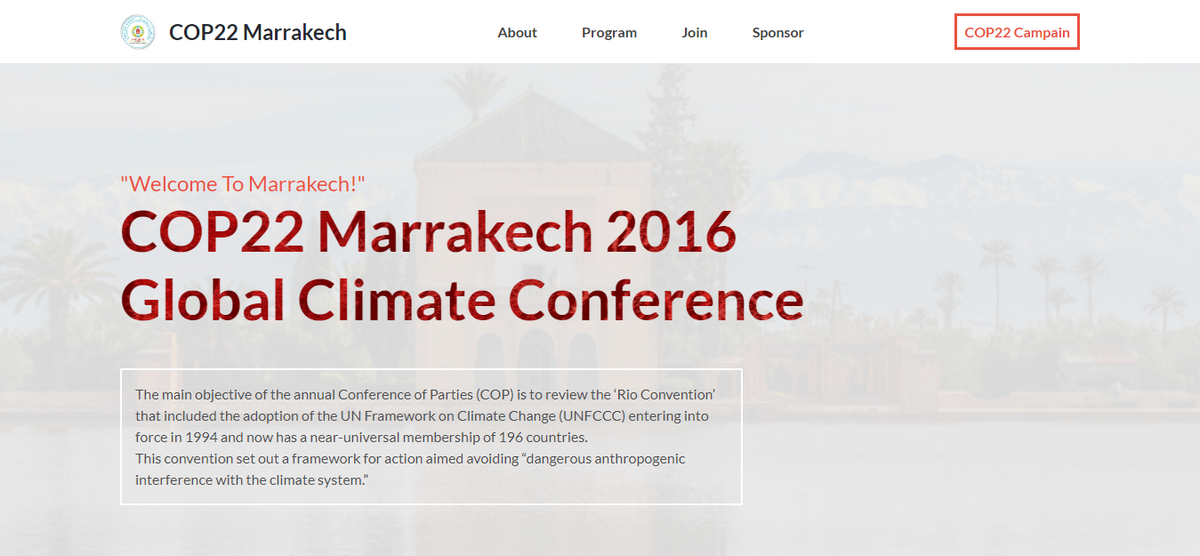 COP22 Marrakech
About
Program
Join
Sponsor
COP22 Campain
"Welcome To Marrakech!"
COP22 Marrakech 2016
Global Climate Conference
The main objective of the annual Conference of Parties (COP) is to review the ‘Rio Convention’
that included the adoption of the UN Framework on Climate Change (UNFCCC) entering into
force in 1994 and now has a near-universal membership of 196 countries.
This convention set out a framework for action aimed avoiding “dangerous anthropogenic
interference with the climate system.”